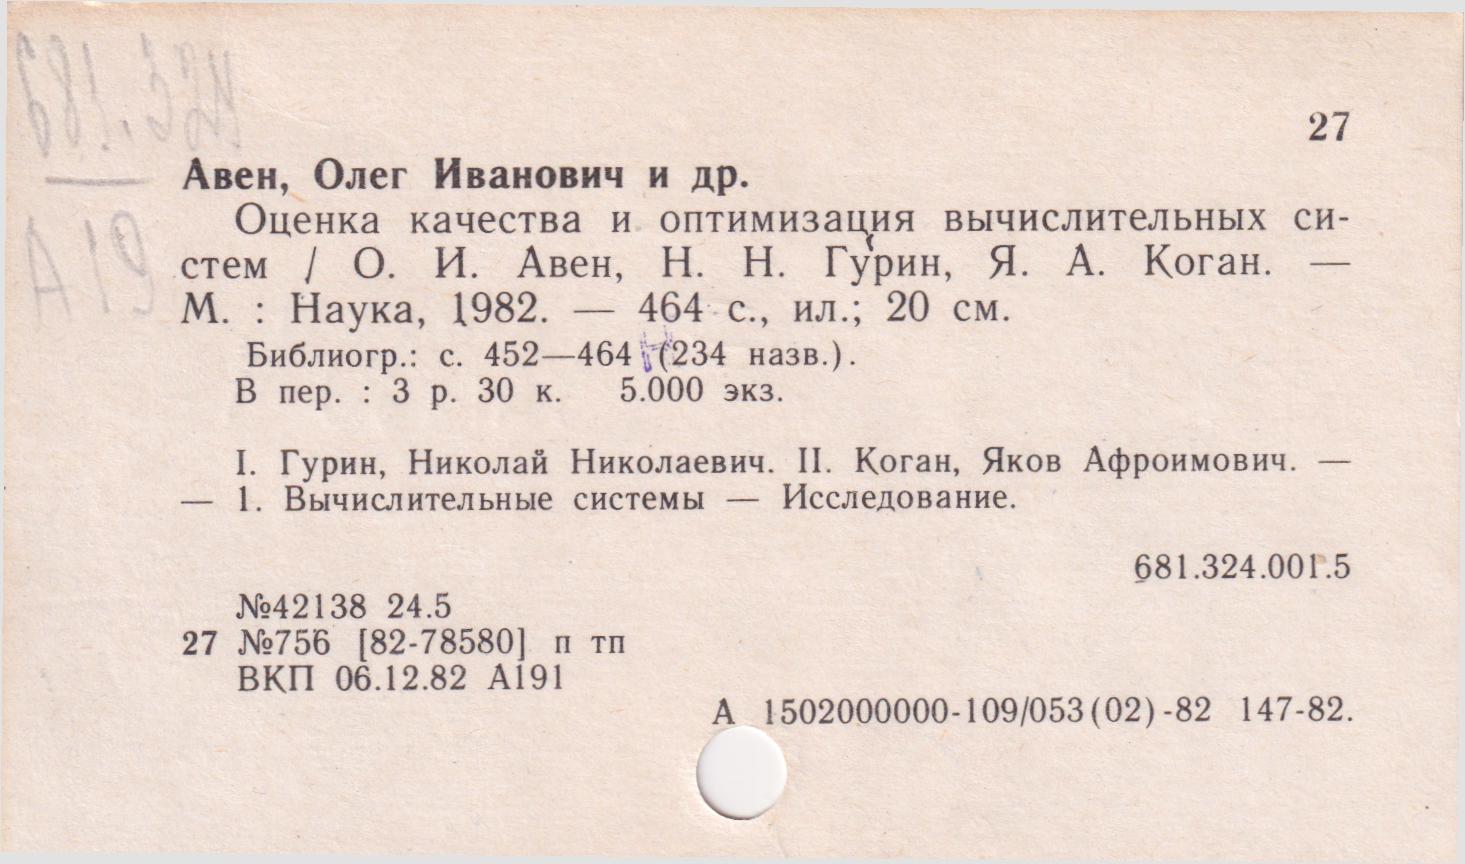 27
Авен, Олег Иванович и др.
Оценка качества и оптимизация вычислительных си-
стем / О. И. Авен, Н. Н. Гурин, Я. А. Коган. —
М. : Наука, 1982. — 464 с., ил.; 20 см.
Библиогр.: с. 452—464 (234 назв.).
В пер. : 3 р. 30 к. 5.000 экз.
I. Гурин, Николай Николаевич. II. Коган, Яков Афроимович. —
— 1. Вычислительные системы — Исследование.
681.324.001.5
№42138 24.5
27 №756 [82-78580] п тп
ВКП 06.12.82 А191
А 1502000000-109/053(02)-82 147-82.